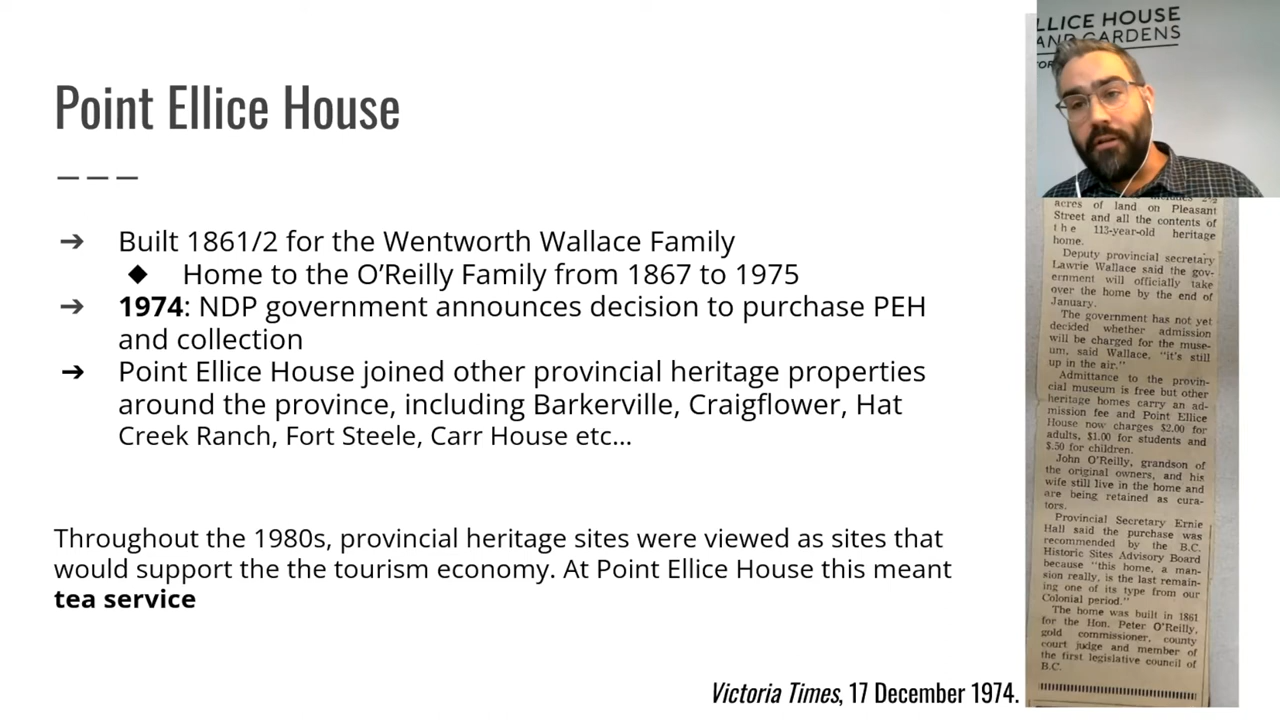 Point Ellice House
Built 1861/2 for the Wentworth Wallace Family
Home to the O’Reilly Family from 1867 to 1975
1974: NDP government announces decision to purchase PEH
and collection
Point Ellice House joined other provincial heritage properties
around the province, including Barkerville, Craigflower, Hat
Creek Ranch, Fort Steele, Carr House etc...
Throughout the 1980s, provincial heritage sites were viewed as sites that
would support the the tourism economy. At Point Ellice House this meant
tea service
Victoria Times, 17 December 1974.
LLICE HOUSE
AND GARDENS
acres of land on Pleasant
Street and all the contents of
the 113-year-old heritage
home.
Deputy provincial secretary
Lawrie Wallace said the gov-
ernment will officially take
over the home by the end of
January.
The government has not yet
decided whether admission
will be charged for the muse-
um, said Wallace, "it's still
up in the air."
Admittance to the provin-
cial museum is free but other
heritage homes carry an ad-
mission fee and Point Ellice
House now charges $2.00 for
adults, $1.00 for students and
$.50 for children.
John O'Reilly, grandson of
the original owners, and his
wife still live in the home and
are being retained as cura-
tors.
Provincial Secretary Ernie
Hall said the purchase was
recommended by the B.C.
Historic Sites Advisory Board
because "this home, a man-
sion really, is the last remain-
ing one of its type from our
Colonial period."
The home was built in 1861
for the Hon. Peter O'Reilly,
gold commissioner, county
court judge and member of
the first legislative council of
B.C.